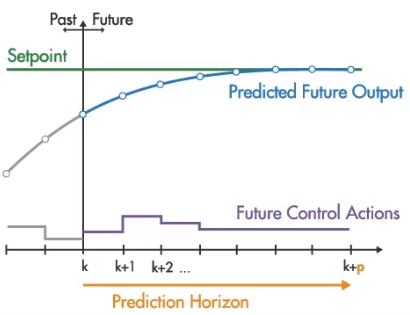 Past Future
Setpoint
Predicted Future Output
Future Control Actions
k k+1 k+2 ... k+p
Prediction Horizon